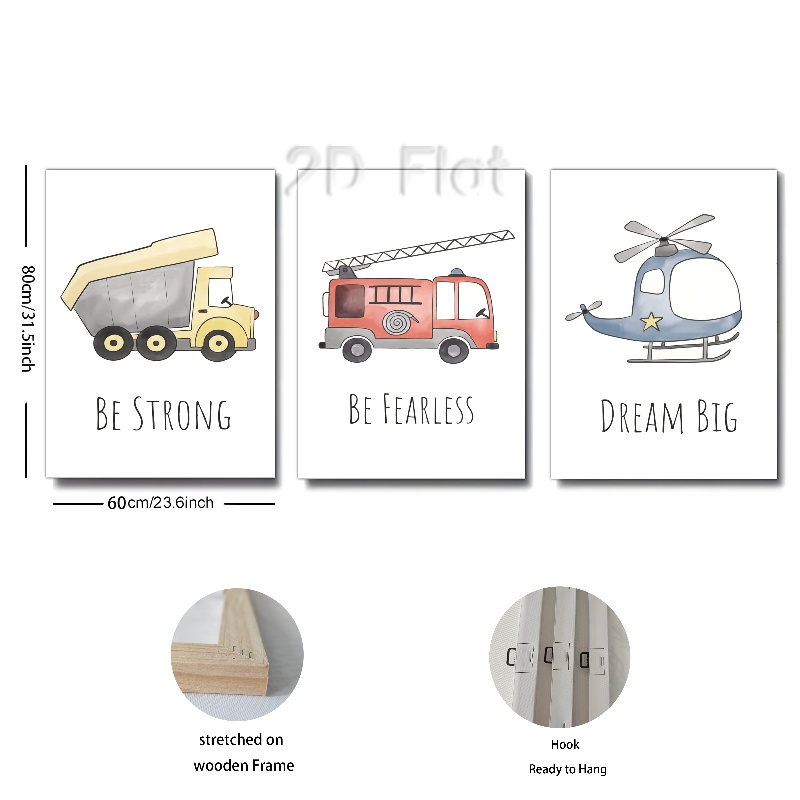 2D Flat
80cm/31.5inch
BE STRONG
BE FEARLESS
DREAM BIG
60cm/23.6inch
stretched on
wooden Frame
Hook
Ready to Hang